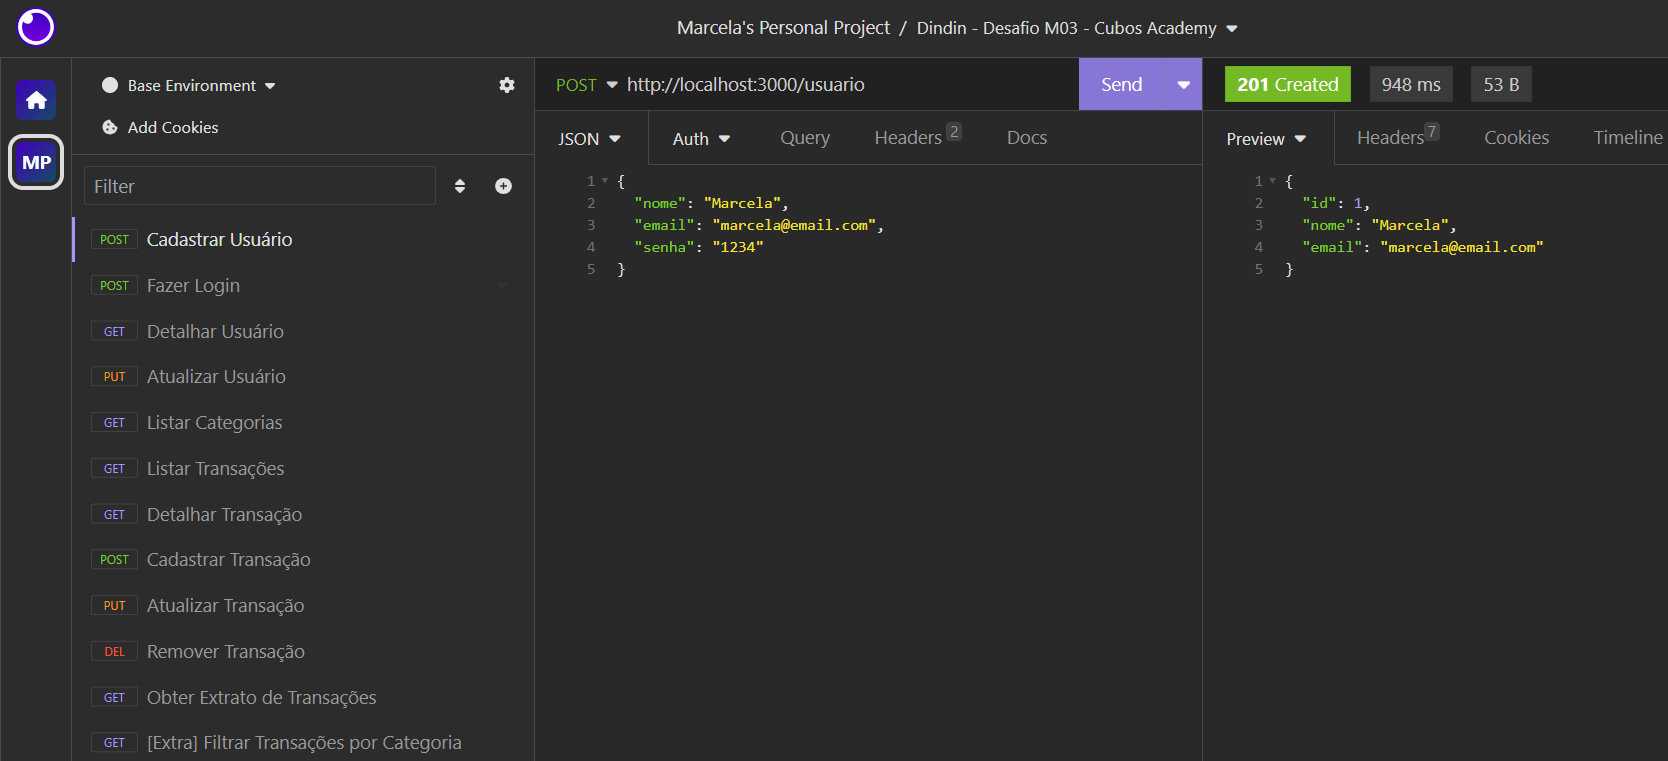 Marcela's Personal Project / Dindin - Desafio M03 - Cubos Academy
MP
Base Environment
Add Cookies
Filter
POST Cadastrar Usuário
POST Fazer Login
GET Detalhar Usuário
PUT Atualizar Usuário
GET Listar Categorias
GET Listar Transações
GET Detalhar Transação
POST Cadastrar Transação
PUT Atualizar Transação
DEL Remover Transação
GET Obter Extrato de Transações
GET [Extra] Filtrar Transações por Categoria
POST http://localhost:3000/usuario Send
JSON Auth Query Headers 2 Docs
1 {
2 "nome": "Marcela",
3 "email": "marcela@email.com",
4 "senha": "1234"
5 }
201 Created 948 ms 53 B
Preview Headers 7 Cookies Timeline
1 {
2 "id": 1,
3 "nome": "Marcela",
4 "email": "marcela@email.com"
5 }